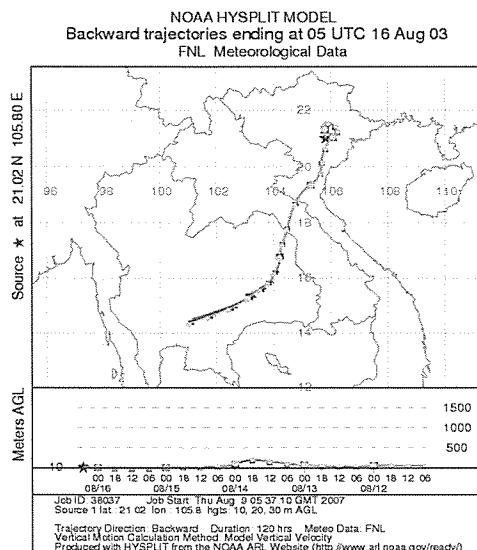 NOAA HYSPLIT MODEL
Backward trajectories ending at 05 UTC 16 Aug 03
FNL Meteorological Data
Source ★ at 21.02 N 105.80 E
22
20
96 98 100 102 104 106 108 110
18
16
14
12
Meters AGL
1500
1000
500
10
00 18 12 06 00 18 12 06 00 18 12 06 00 18 12 06 00 18 12 06
08/16 08/15 08/14 08/13 08/12
Job ID: 38037 Job Start: Thu Aug 9 05:37:10 GMT 2007
Source 1 lat.: 21.02 lon.: 105.8 hgts: 10, 20, 30 m AGL
Trajectory Direction: Backward Duration: 120 hrs Meteo Data: FNL
Vertical Motion Calculation Method: Model Vertical Velocity
Produced with HYSPLIT from the NOAA ARL Website (http://www.arl.noaa.gov/ready/)